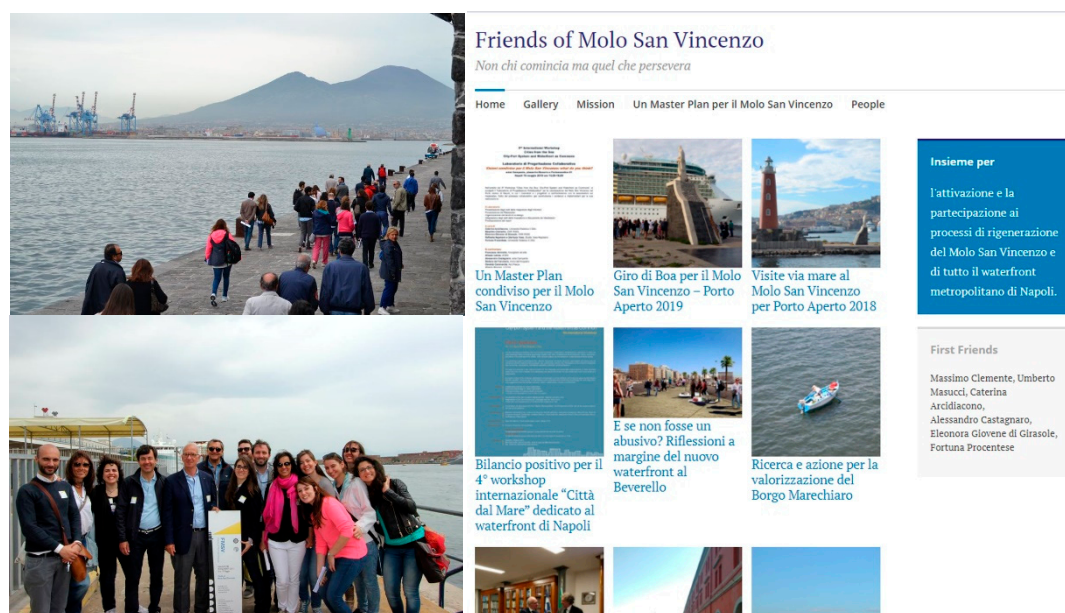 Friends of Molo San Vincenzo
Non chi comincia ma quel che persevera
Home Gallery Mission Un Master Plan per il Molo San Vincenzo People
Un Master Plan
condiviso per il Molo
San Vincenzo
Giro di Boa per il Molo
San Vincenzo – Porto
Aperto 2019
Visite via mare al
Molo San Vincenzo
per Porto Aperto 2018
Bilancio positivo per il
4° workshop
internazionale “Città
dal Mare” dedicato al
waterfront di Napoli
E se non fosse un
abusivo? Riflessioni a
margine del nuovo
waterfront al
Beverello
Ricerca e azione per la
valorizzazione del
Borgo Marechiaro
Insieme per
l'attivazione e la
partecipazione ai
processi di rigenerazione
del Molo San Vincenzo e
di tutto il waterfront
metropolitano di Napoli.
First Friends
Massimo Clemente, Umberto
Masucci, Caterina
Arcidiacono,
Alessandro Castagnaro,
Eleonora Giovene di Girasole,
Fortuna Procentese